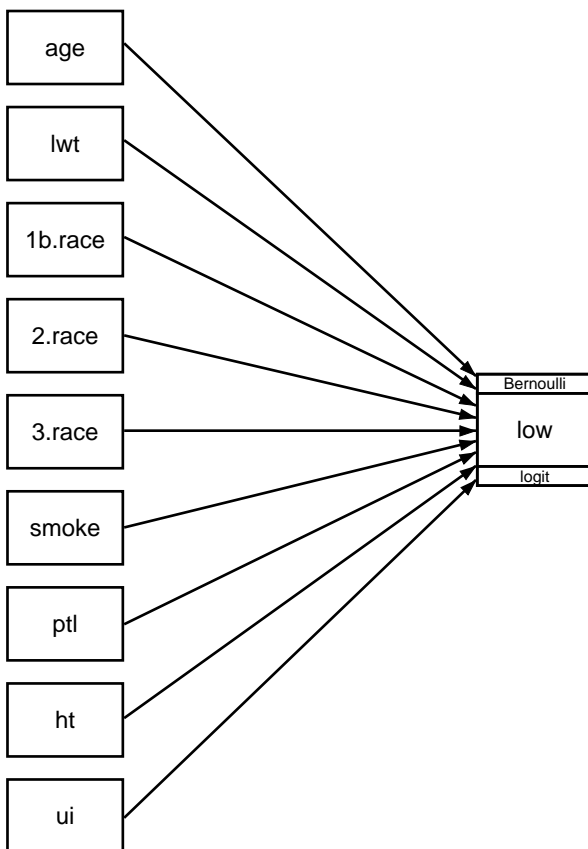 age
lwt
1b.race
2.race
3.race
smoke
ptl
ht
ui
Bernoulli
low
logit